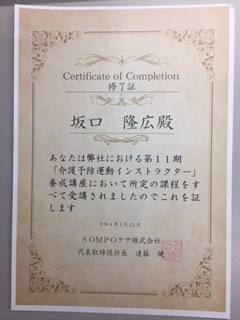 Certificate of Completion
修了証
坂口 隆広殿
あなたは弊社における第11期
「介護予防運動インストラクター」
養成講座において所定の課程をす
べて受講されましたのでこれを証
します
SOMPOケア株式会社
代表取締役社長 遠藤 健